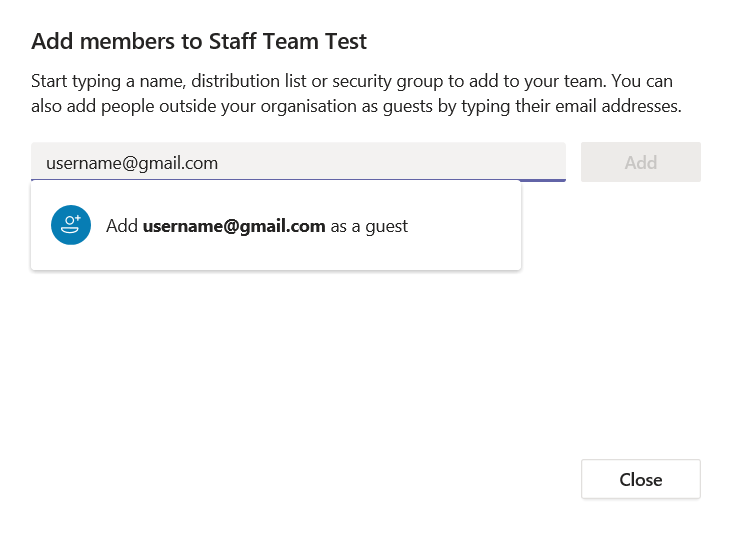 Add members to Staff Team Test
Start typing a name, distribution list or security group to add to your team. You can
also add people outside your organisation as guests by typing their email addresses.
username@gmail.com
Add
Add username@gmail.com as a guest
Close